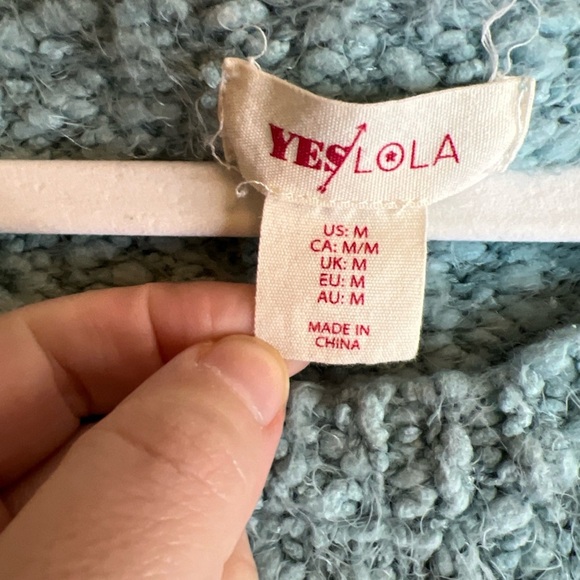 YES/LOLA
US: M
CA: M/M
UK: M
EU: M
AU: M
MADE IN
CHINA